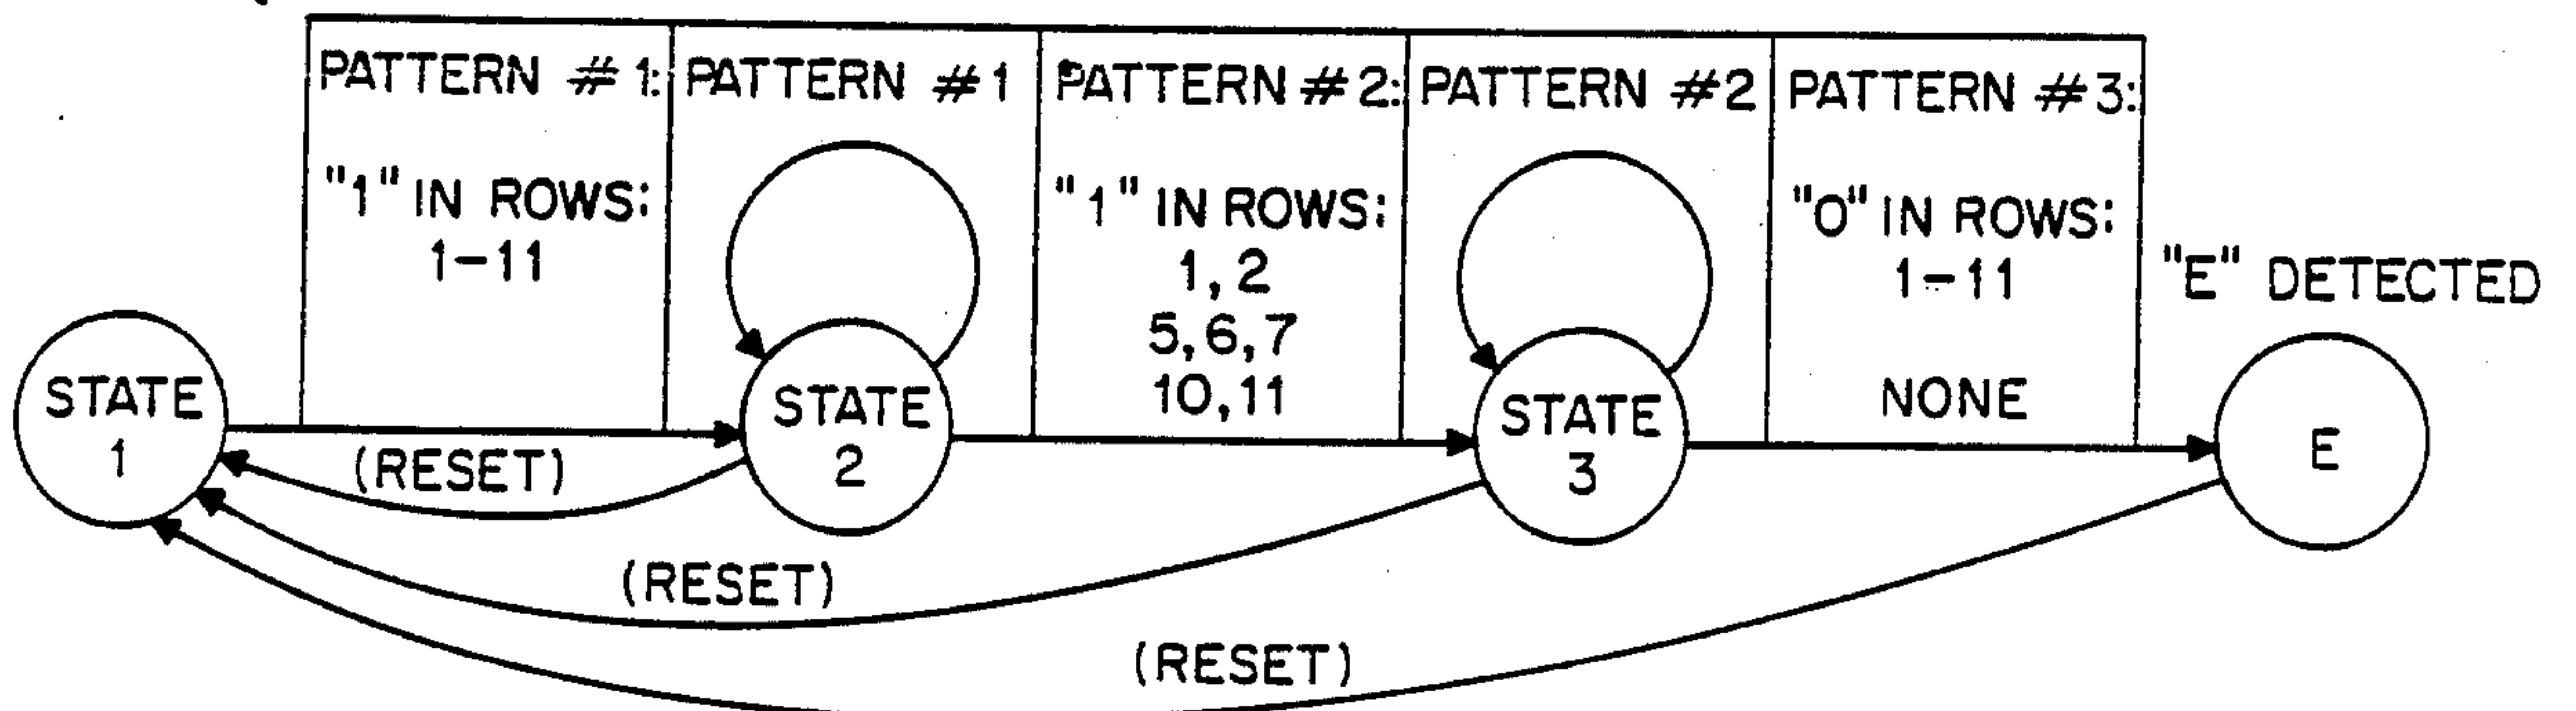 PATTERN #1:
"1" IN ROWS:
1-11
PATTERN #1
PATTERN #2:
"1" IN ROWS:
1, 2
5, 6, 7
10, 11
PATTERN #2
PATTERN #3:
"0" IN ROWS:
1-11
NONE
"E" DETECTED
STATE
1
STATE
2
STATE
3
E
(RESET)
(RESET)
(RESET)